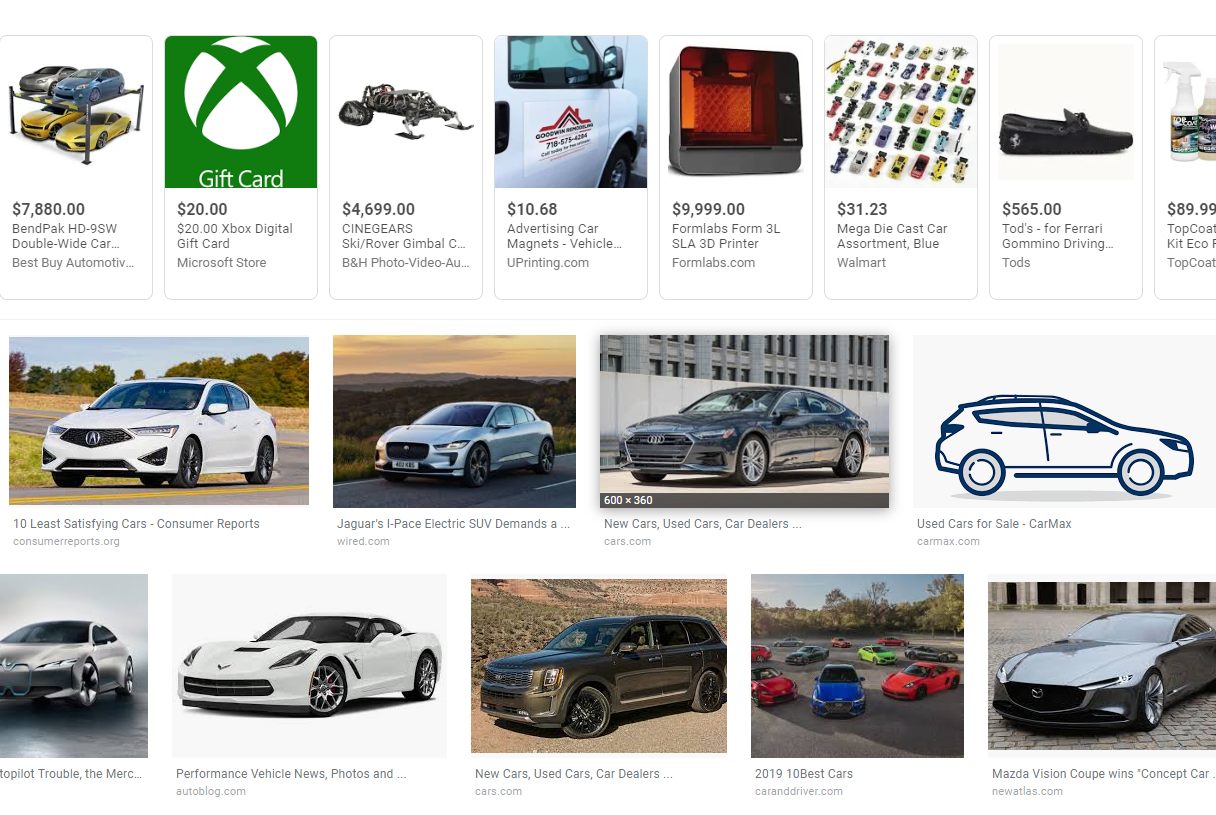 Gift Card
GOODWIN REMODELING
718-575-4284
Call today for free estimate!
$7,880.00
BendPak HD-9SW
Double-Wide Car...
Best Buy Automotiv...
$20.00
$20.00 Xbox Digital
Gift Card
Microsoft Store
$4,699.00
CINEGEARS
Ski/Rover Gimbal C...
B&H Photo-Video-Au...
$10.68
Advertising Car
Magnets - Vehicle...
UPrinting.com
$9,999.00
Formlabs Form 3L
SLA 3D Printer
Formlabs.com
$31.23
Mega Die Cast Car
Assortment, Blue
Walmart
$565.00
Tod's - for Ferrari
Gommino Driving...
Tods
$89.99
TopCoat
Kit Eco F
TopCoat
600 × 360
10 Least Satisfying Cars - Consumer Reports
consumerreports.org
Jaguar's I-Pace Electric SUV Demands a ...
wired.com
New Cars, Used Cars, Car Dealers ...
cars.com
Used Cars for Sale - CarMax
carmax.com
topilot Trouble, the Merc...
Performance Vehicle News, Photos and ...
autoblog.com
New Cars, Used Cars, Car Dealers ...
cars.com
2019 10Best Cars
caranddriver.com
Mazda Vision Coupe wins "Concept Car ...
newatlas.com